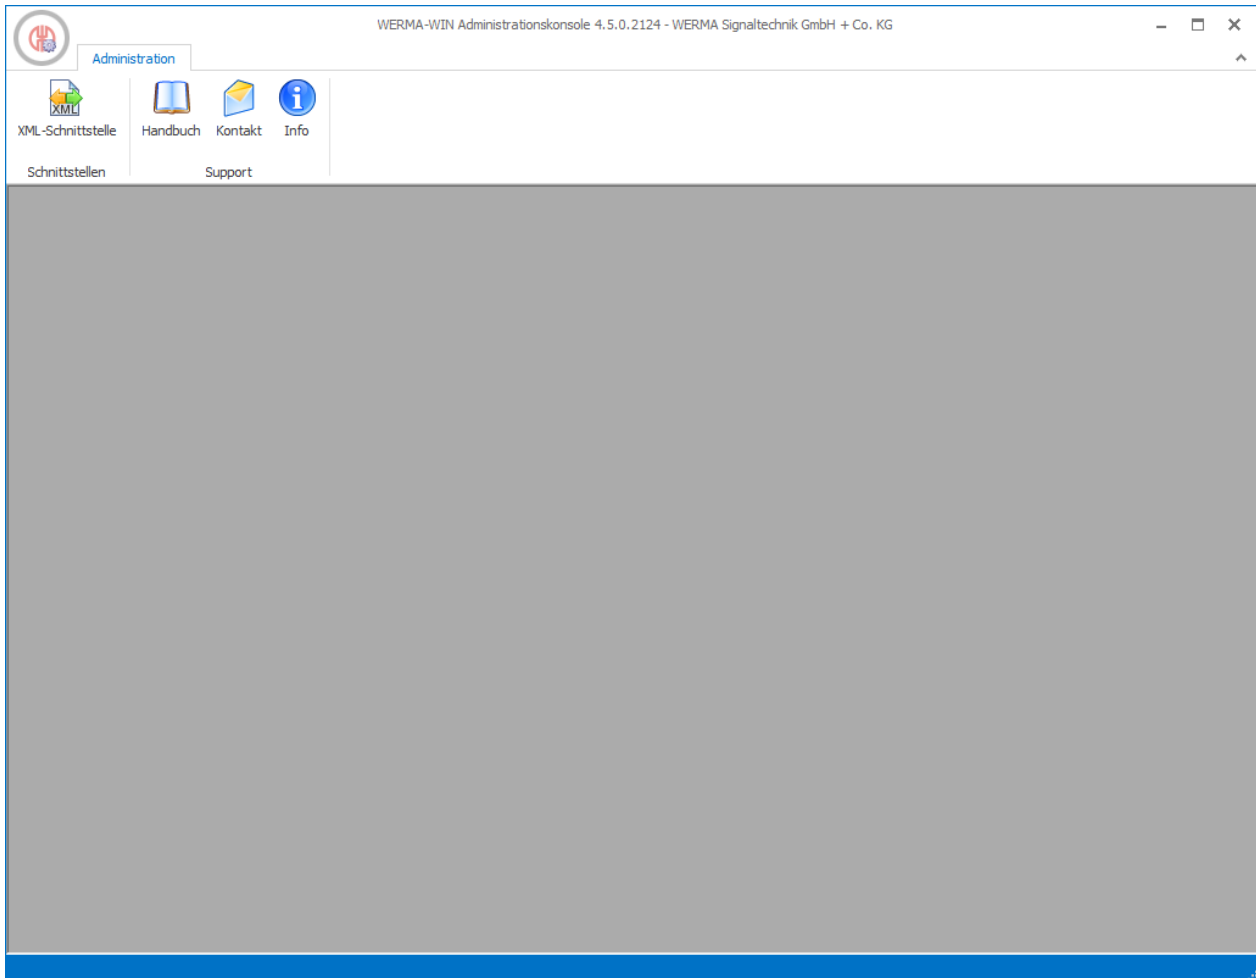 WERMA-WIN Administrationskonsole 4.5.0.2124 - WERMA Signaltechnik GmbH + Co. KG
Administration
XML
XML-Schnittstelle Handbuch Kontakt Info
Schnittstellen Support